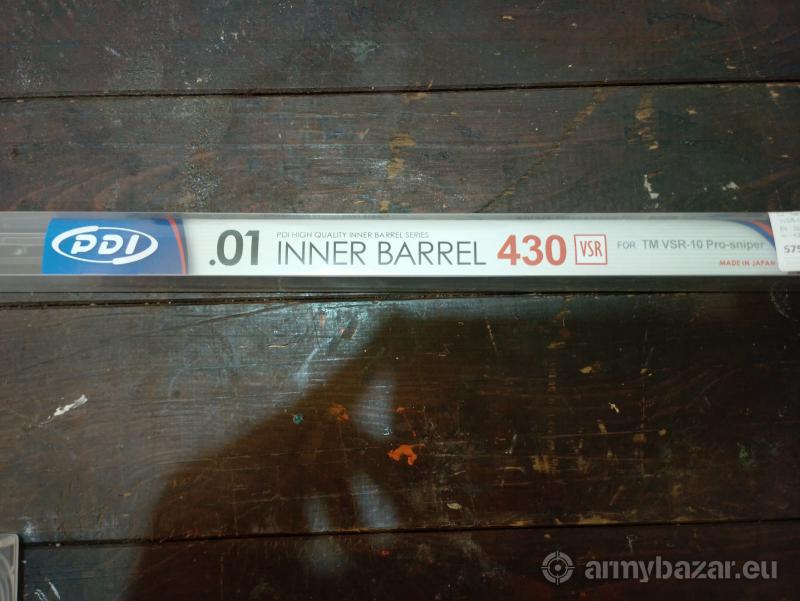 PDI
.01
PDI HIGH QUALITY INNER BARREL SERIES
INNER BARREL 430 VSR
FOR TM VSR-10 Pro-sniper
MADE IN JAPAN
575
armybazar.eu